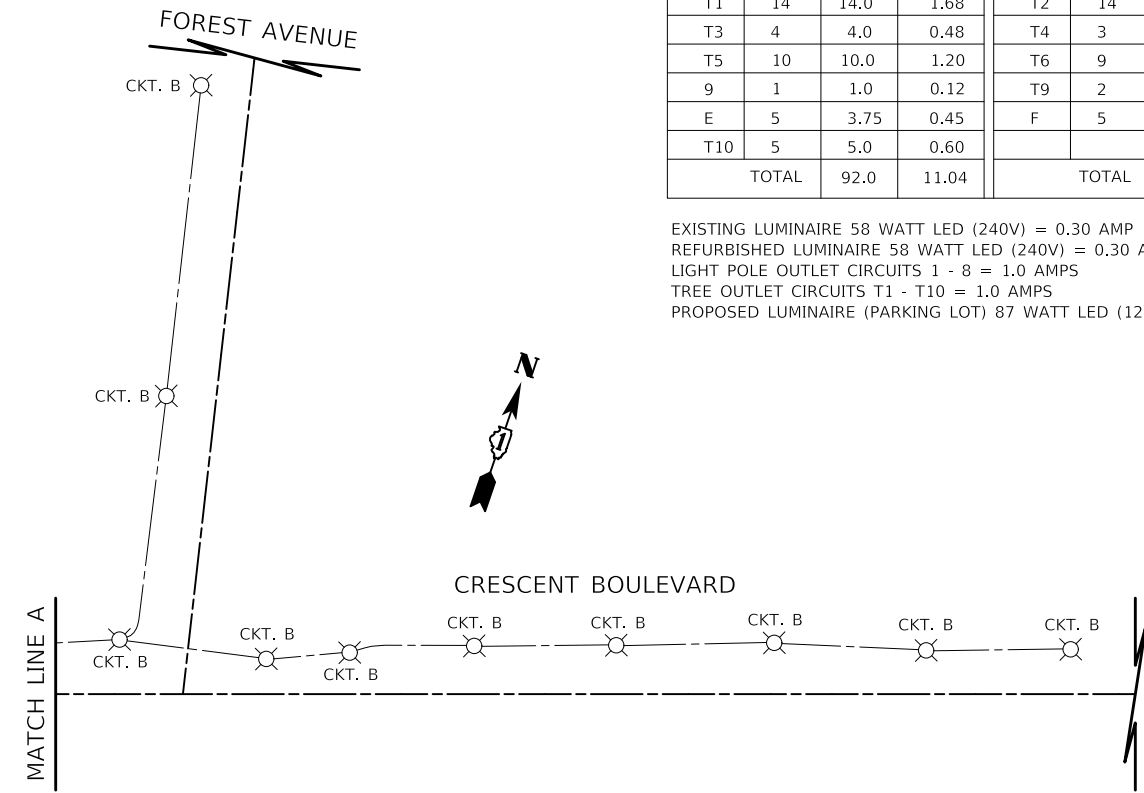 FOREST AVENUE
CKT. B
T1 14 14.0 1.68 T2 14
T3 4 4.0 0.48 T4 3
T5 10 10.0 1.20 T6 9
9 1 1.0 0.12 T9 2
E 5 3.75 0.45 F 5
T10 5 5.0 0.60
TOTAL 92.0 11.04 TOTAL
EXISTING LUMINAIRE 58 WATT LED (240V) = 0.30 AMP
REFURBISHED LUMINAIRE 58 WATT LED (240V) = 0.30 A
LIGHT POLE OUTLET CIRCUITS 1 - 8 = 1.0 AMPS
TREE OUTLET CIRCUITS T1 - T10 = 1.0 AMPS
PROPOSED LUMINAIRE (PARKING LOT) 87 WATT LED (12
CKT. B
N
1
CRESCENT BOULEVARD
MATCH LINE A
CKT. B
CKT. B
CKT. B
CKT. B
CKT. B
CKT. B
CKT. B
CKT. B